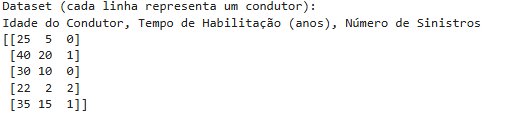 Dataset (cada linha representa um condutor):
Idade do Condutor, Tempo de Habilitação (anos), Número de Sinistros
[[25  5  0]
 [40 20  1]
 [30 10  0]
 [22  2  2]
 [35 15  1]]